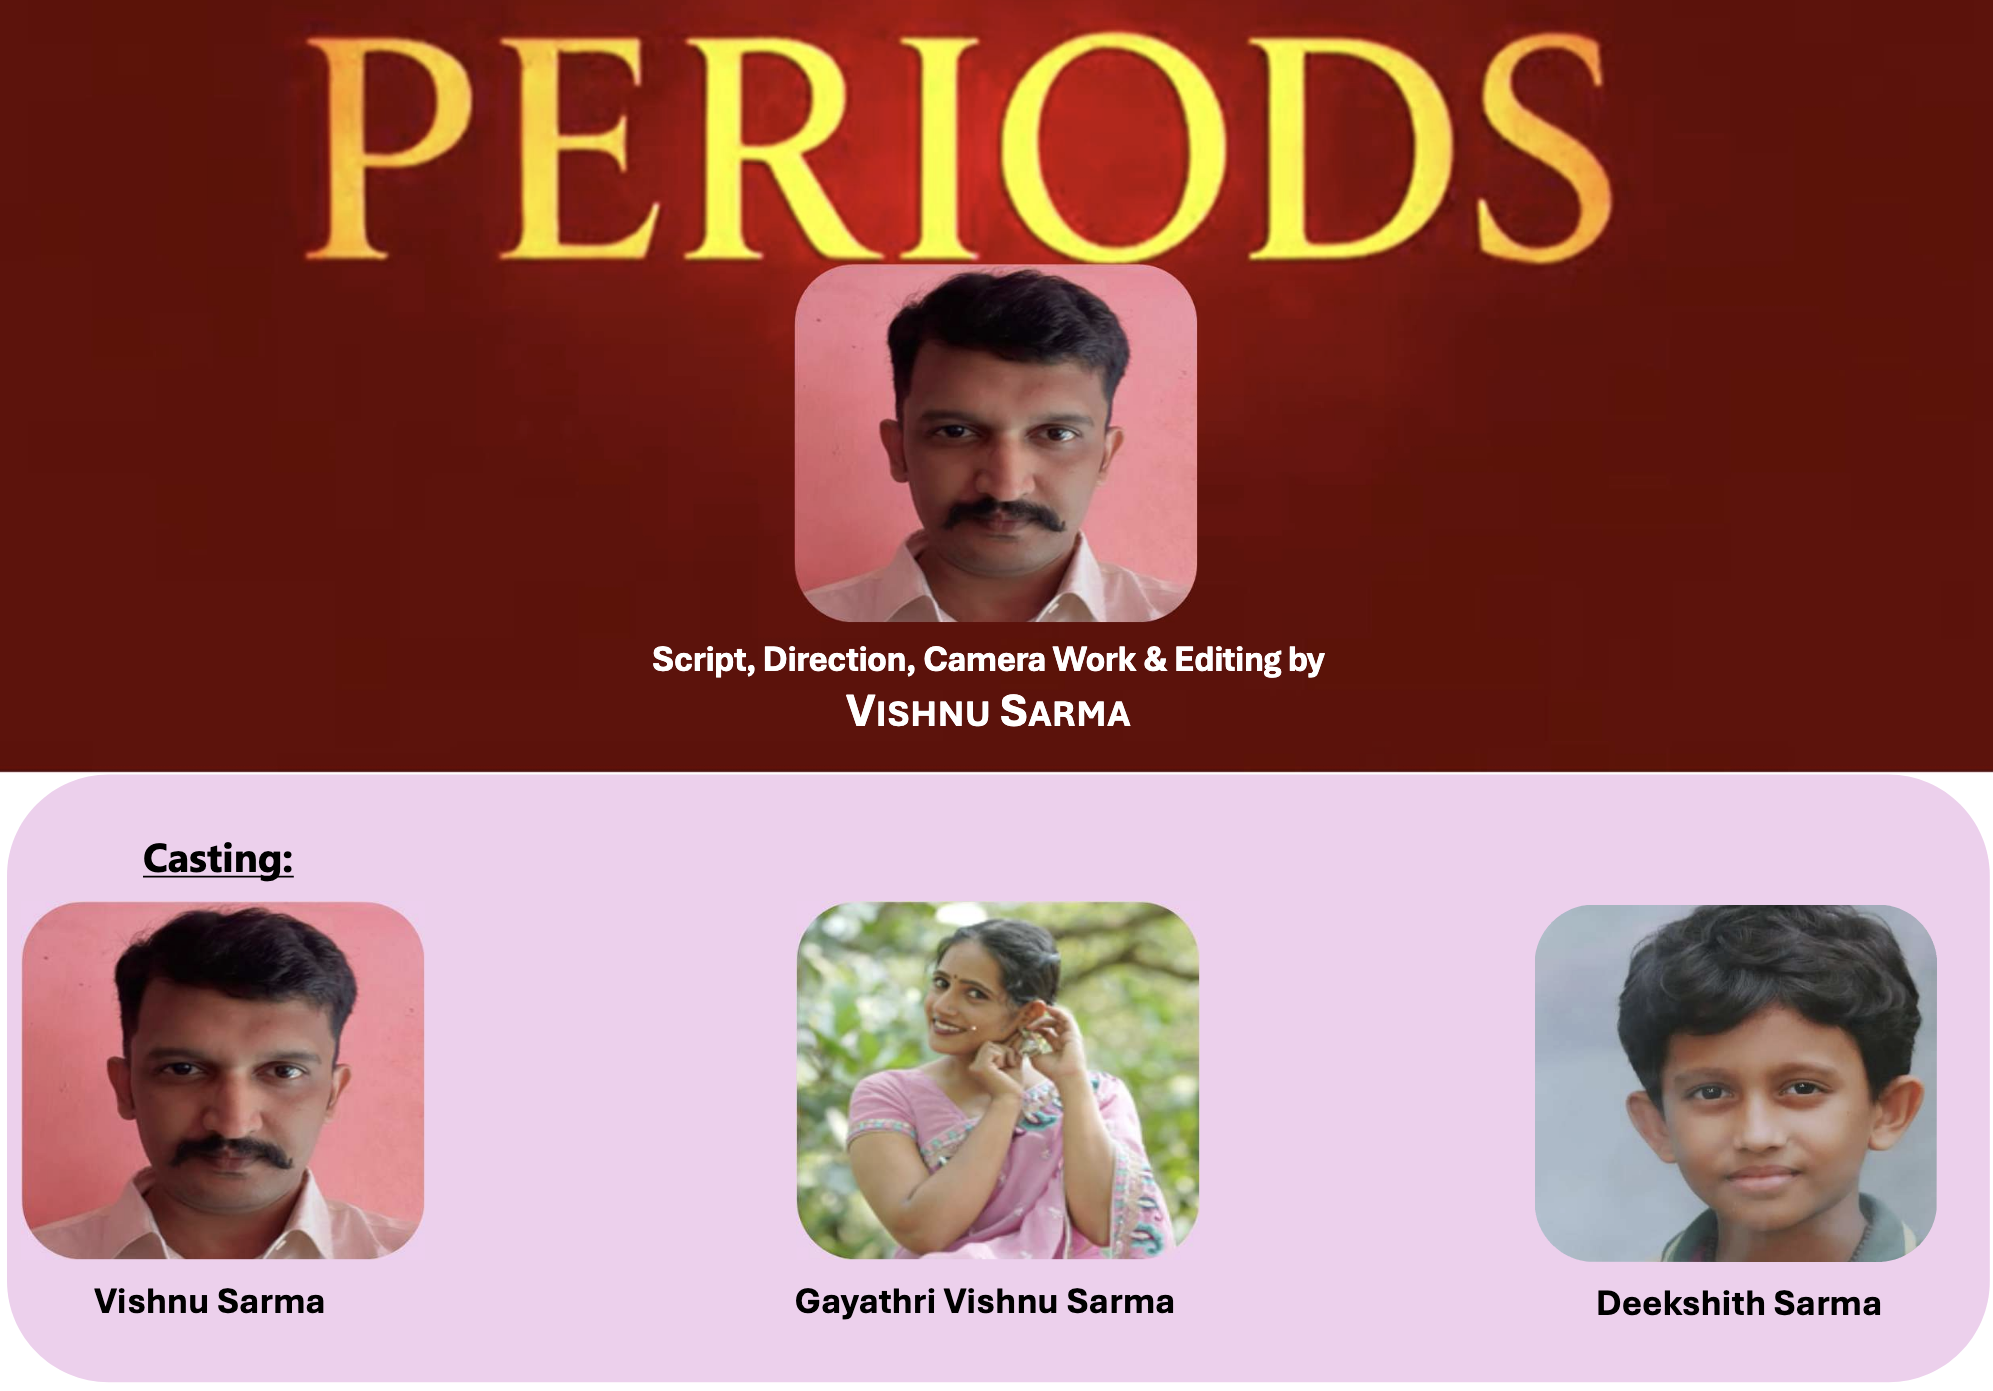 PERIODS
Script, Direction, Camera Work & Editing by
VISHNU SARMA
Casting:
Vishnu Sarma
Gayathri Vishnu Sarma
Deekshith Sarma